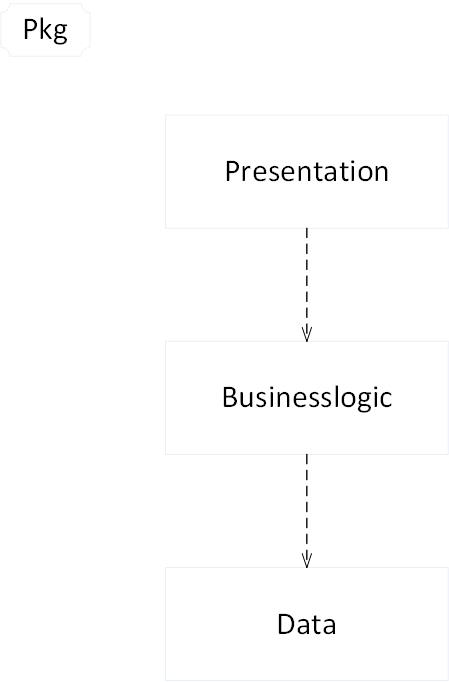 Pkg
Presentation
Businesslogic
Data